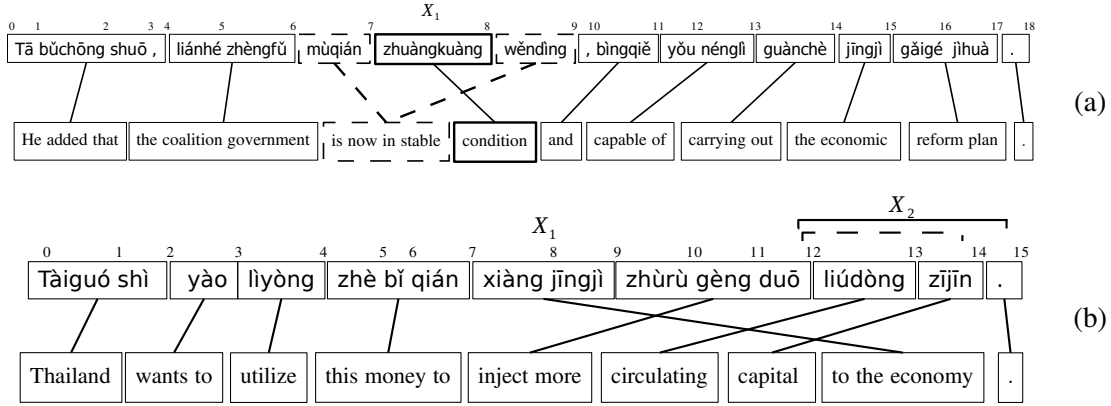 X1
0 1 2 3 4 5 6 7 8 9 10 11 12 13 14 15 16 17 18
Tā bǔchōng shuō , liánhé zhèngfǔ mùqián zhuàngkuàng wěndìng , bìngqiě yǒu nénglì guànchè jīngjì gǎigé jìhuà .
(a)
He added that the coalition government is now in stable condition and capable of carrying out the economic reform plan .
X1 X2
0 1 2 3 4 5 6 7 8 9 10 11 12 13 14 15
Tàiguó shì yào lìyòng zhè bǐ qián xiàng jīngjì zhùrù gèng duō liúdòng zījīn .
(b)
Thailand wants to utilize this money to inject more circulating capital to the economy .